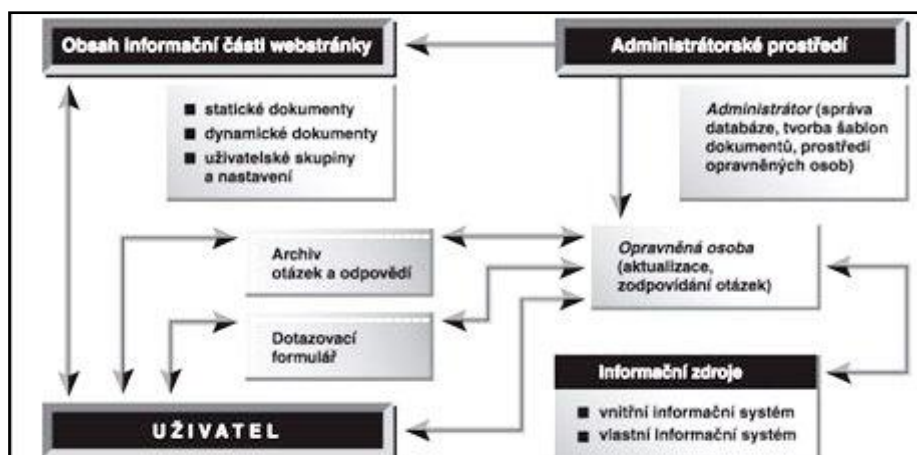 Obsah informační části webstránky
Administrátorské prostředí
■ statické dokumenty
■ dynamické dokumenty
■ uživatelské skupiny
a nastavení
Administrátor (správa
databáze, tvorba šablon
dokumentů, prostředí
opravněných osob)
Archiv
otázek a odpovědí
Opravněná osoba
(aktualizace,
zodpovídání otázek)
Dotazovací
formulář
Informační zdroje
■ vnitřní informační systém
■ vlastní informační systém
UŽIVATEL